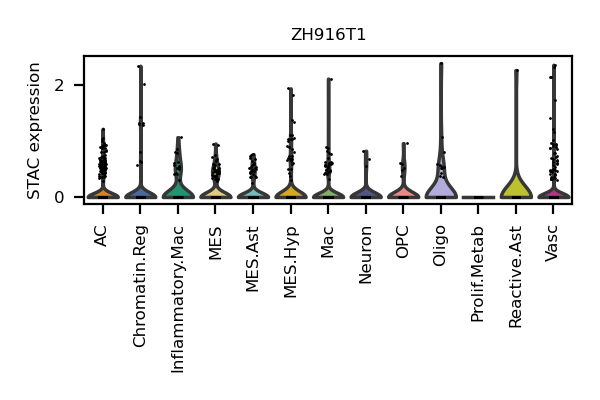 ZH916T1
STAC expression
2
0
AC
Chromatin.Reg
Inflammatory.Mac
MES
MES.Ast
MES.Hyp
Mac
Neuron
OPC
Oligo
Prolif.Metab
Reactive.Ast
Vasc